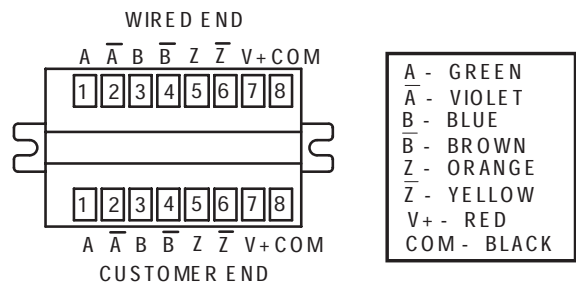 WIRED END
A A̅ B B̅ Z Z̅ V+ COM
1 2 3 4 5 6 7 8
1 2 3 4 5 6 7 8
A A̅ B B̅ Z Z̅ V+ COM
CUSTOMER END
A - GREEN
A̅ - VIOLET
B - BLUE
B̅ - BROWN
Z - ORANGE
Z̅ - YELLOW
V+ - RED
COM - BLACK